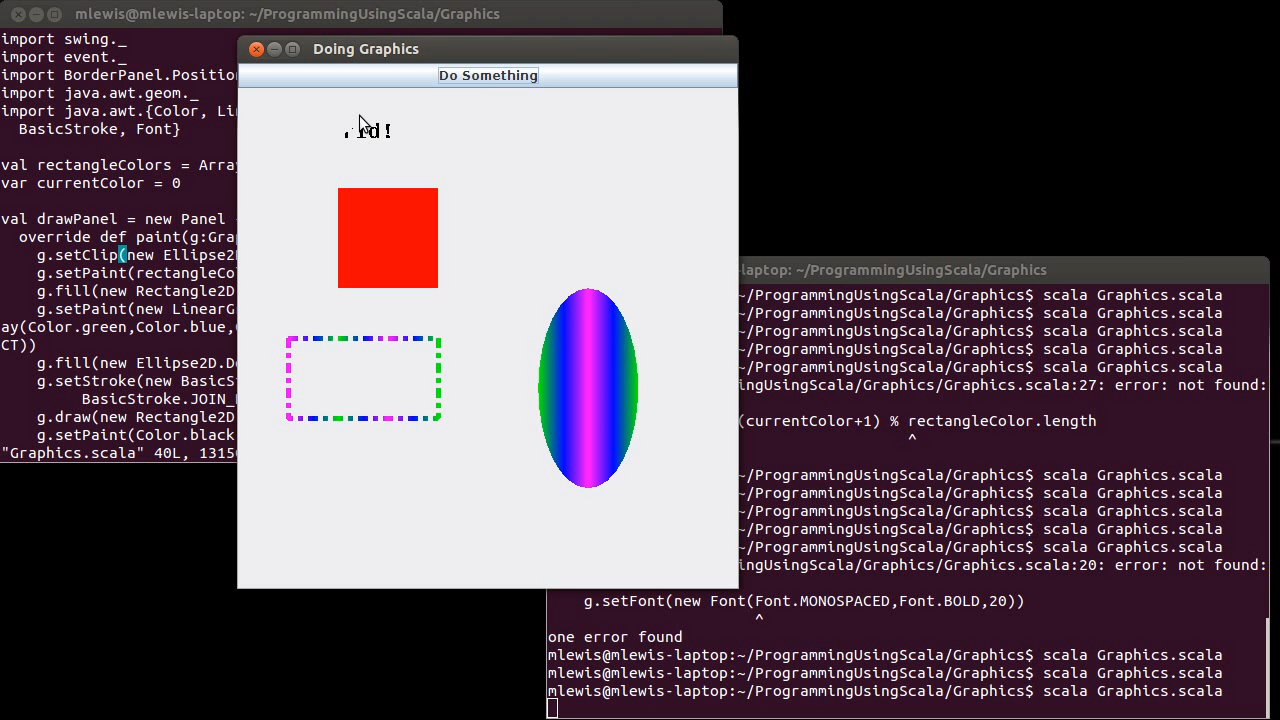 mlewis@mlewis-laptop: ~/ProgrammingUsingScala/Graphics
import swing._
import event._
import BorderPanel.Position
import java.awt.geom._
import java.awt.{Color, Li
BasicStroke, Font}
val rectangleColors = Array
var currentColor = 0
val drawPanel = new Panel
override def paint(g:Gra
g.setClip(new Ellipse2
g.setPaint(rectangleCo
g.fill(new Rectangle2D
g.setPaint(new LinearG
ay(Color.green,Color.blue,
CT))
g.fill(new Ellipse2D.D
g.setStroke(new BasicS
BasicStroke.JOIN_
g.draw(new Rectangle2D
g.setPaint(Color.black
"Graphics.scala" 40L, 1315
Doing Graphics
Do Something
ld!
-laptop: ~/ProgrammingUsingScala/Graphics
~/ProgrammingUsingScala/Graphics$ scala Graphics.scala
~/ProgrammingUsingScala/Graphics$ scala Graphics.scala
~/ProgrammingUsingScala/Graphics$ scala Graphics.scala
~/ProgrammingUsingScala/Graphics$ scala Graphics.scala
~/ProgrammingUsingScala/Graphics$ scala Graphics.scala
ingUsingScala/Graphics/Graphics.scala:27: error: not found:
(currentColor+1) % rectangleColor.length
^
~/ProgrammingUsingScala/Graphics$ scala Graphics.scala
~/ProgrammingUsingScala/Graphics$ scala Graphics.scala
~/ProgrammingUsingScala/Graphics$ scala Graphics.scala
~/ProgrammingUsingScala/Graphics$ scala Graphics.scala
~/ProgrammingUsingScala/Graphics$ scala Graphics.scala
ingUsingScala/Graphics/Graphics.scala:20: error: not found:
g.setFont(new Font(Font.MONOSPACED,Font.BOLD,20))
^
one error found
mlewis@mlewis-laptop:~/ProgrammingUsingScala/Graphics$ scala Graphics.scala
mlewis@mlewis-laptop:~/ProgrammingUsingScala/Graphics$ scala Graphics.scala
mlewis@mlewis-laptop:~/ProgrammingUsingScala/Graphics$ scala Graphics.scala